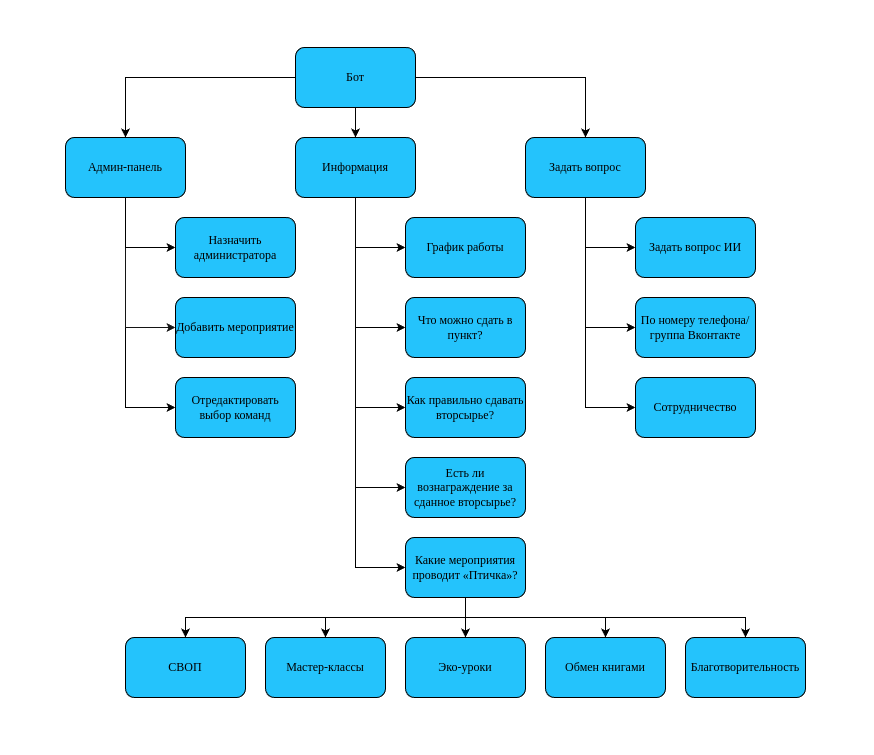 Бот
Админ-панель
Информация
Задать вопрос
Назначить
администратора
График работы
Задать вопрос ИИ
Добавить мероприятие
Что можно сдать в
пункт?
По номеру телефона/
группа Вконтакте
Отредактировать
выбор команд
Как правильно сдавать
вторсырье?
Сотрудничество
Есть ли
вознаграждение за
сданное вторсырье?
Какие мероприятия
проводит «Птичка»?
СВОП
Мастер-классы
Эко-уроки
Обмен книгами
Благотворительность